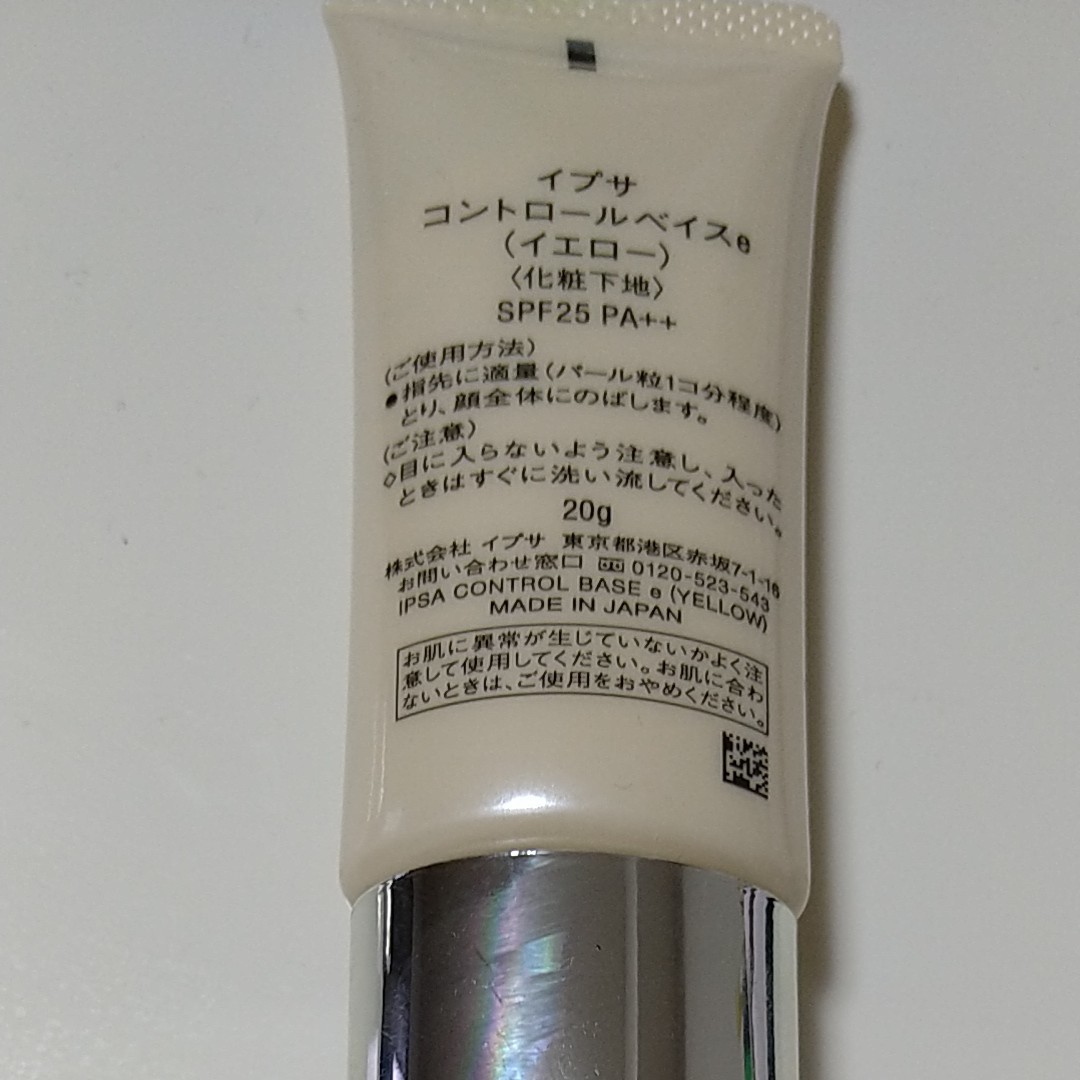 イプサ
コントロールベイスe
(イエロー)
〈化粧下地〉
SPF25 PA++
(ご使用方法)
●指先に適量(パール粒1コ分程度)
とり、顔全体にのばします。
(ご注意)
◇目に入らないよう注意し、入った
ときはすぐに洗い流してください。
20g
株式会社 イプサ 東京都港区赤坂7-1-16
お問い合わせ窓口 0120-523-543
IPSA CONTROL BASE e (YELLOW)
MADE IN JAPAN
お肌に異常が生じていないかよく注
意して使用してください。お肌に合わ
ないときは、ご使用をおやめください。